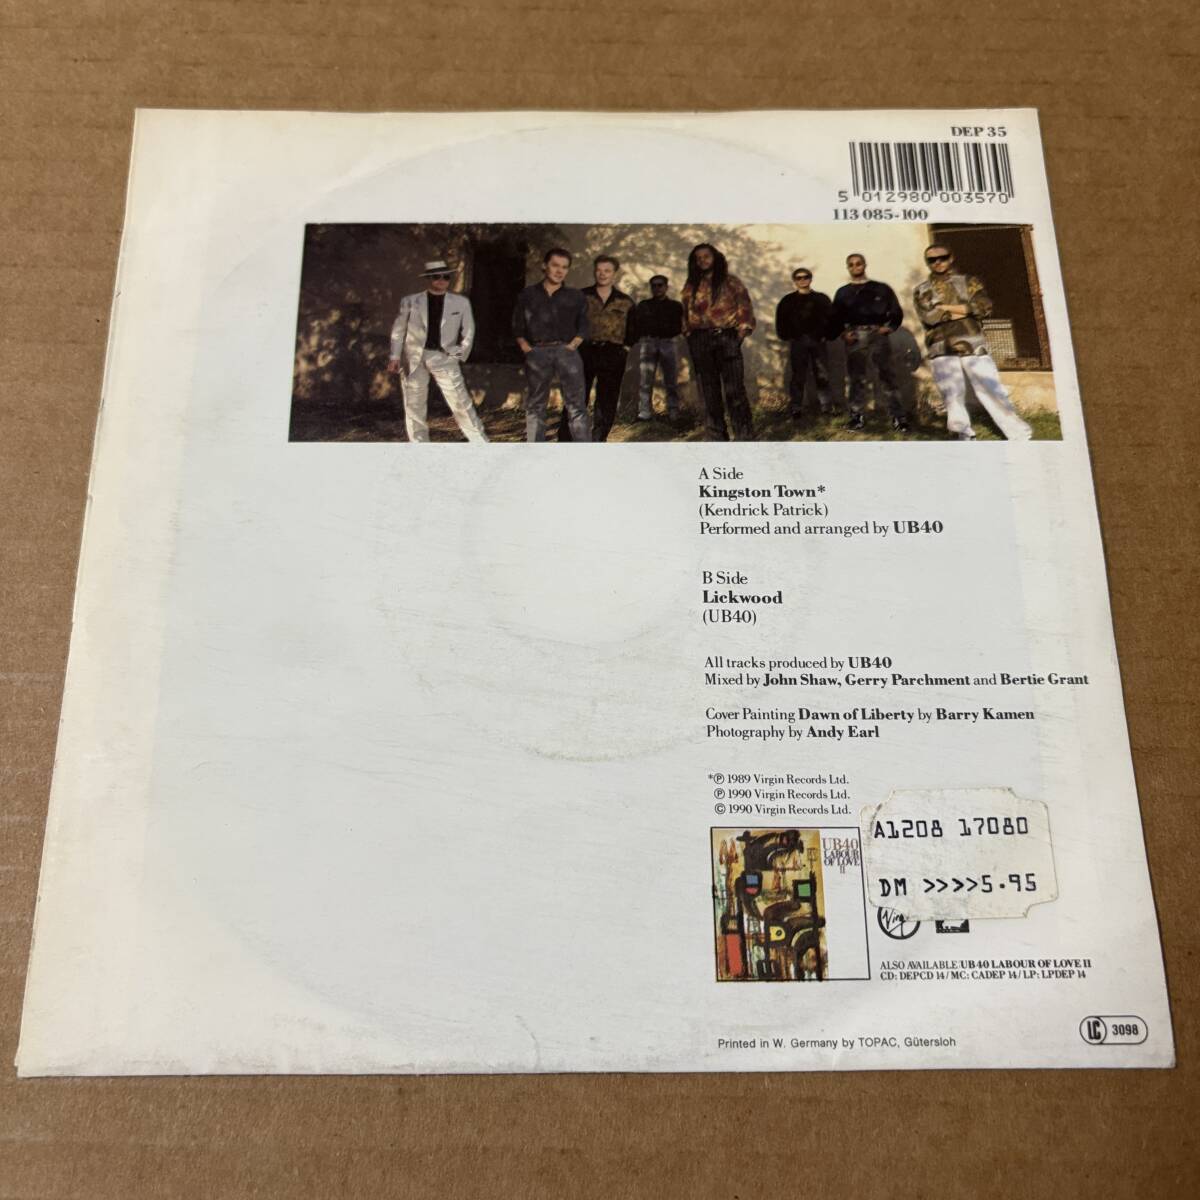 DEP 35
5 012980 003570
113 085-100
A Side
Kingston Town*
(Kendrick Patrick)
Performed and arranged by UB40
B Side
Lickwood
(UB40)
All tracks produced by UB40
Mixed by John Shaw, Gerry Parchment and Bertie Grant
Cover Painting Dawn of Liberty by Barry Kamen
Photography by Andy Earl
*℗ 1989 Virgin Records Ltd.
℗ 1990 Virgin Records Ltd.
© 1990 Virgin Records Ltd.
UB40
LABOUR
OF LOVE
II
A1208 17080
DM >>>>5.95
Virgin
ALSO AVAILABLE: UB40 LABOUR OF LOVE II
CD: DEPCD 14 / MC: CADEP 14 / LP: LPDEP 14
LC 3098
Printed in W. Germany by TOPAC, Gütersloh